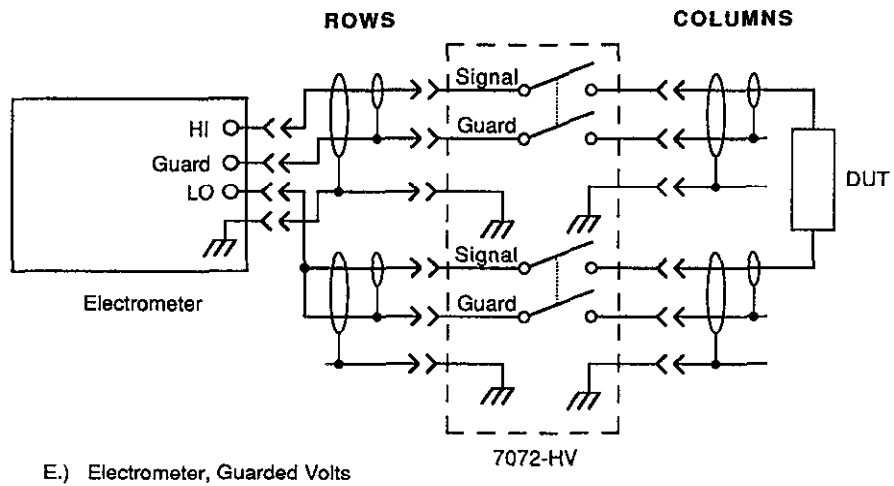 ROWS
COLUMNS
Signal
Guard
HI
Guard
LO
DUT
Signal
Guard
Electrometer
7072-HV
E.) Electrometer, Guarded Volts